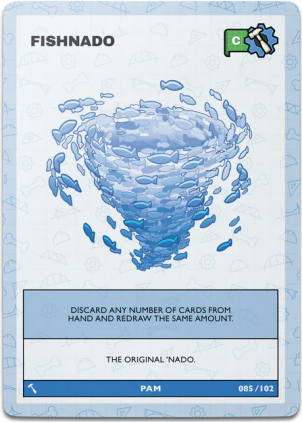 FISHNADO
C
DISCARD ANY NUMBER OF CARDS FROM
HAND AND REDRAW THE SAME AMOUNT.
THE ORIGINAL 'NADO.
PAM
085 /102